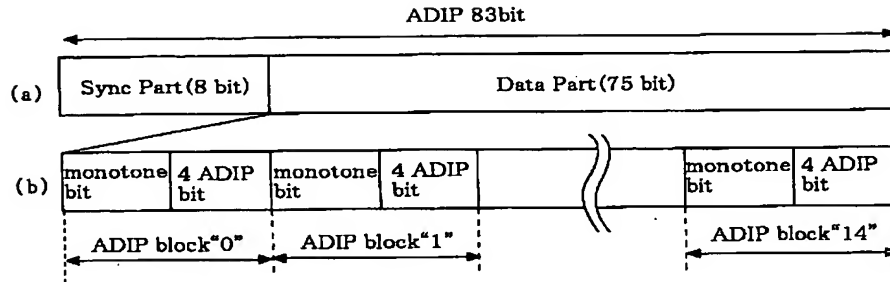 ADIP 83bit
(a)
Sync Part(8 bit)
Data Part(75 bit)
(b)
monotone bit
4 ADIP bit
monotone bit
4 ADIP bit
monotone bit
4 ADIP bit
ADIP block“0”
ADIP block“1”
ADIP block“14”